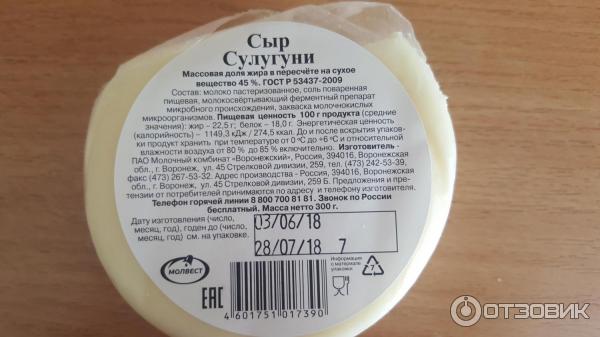 Сыр
Сулугуни
Массовая доля жира в пересчёте на сухое
вещество 45 %. ГОСТ Р 53437-2009
Состав: молоко пастеризованное, соль поваренная
пищевая, молокосвёртывающий ферментный препарат
микробного происхождения, закваска молочнокислых
микроорганизмов. Пищевая ценность 100 г продукта (средние
значения): жир – 22,5 г; белок – 18,0 г. Энергетическая ценность
(калорийность) – 1149,3 кДж / 274,5 ккал. До и после вскрытия упаков-
ки продукт хранить при температуре от 0 °С до +6 °С и относительной
влажности воздуха от 80 % до 85 % включительно. Изготовитель -
ПАО Молочный комбинат «Воронежский», Россия, 394016, Воронежская
обл., г. Воронеж, ул. 45 Стрелковой дивизии, 259, тел. (473) 242-53-39,
факс (473) 267-53-32. Адрес производства - Россия, 394016, Воронежская
обл., г. Воронеж, ул. 45 Стрелковой дивизии, 259 Б. Предложения и пре-
тензии от потребителей принимаются по адресу и телефону изготовителя.
Телефон горячей линии 8 800 700 81 81. Звонок по России
бесплатный. Масса нетто 300 г.
Дату изготовления (число,
месяц, год), годен до (число,
месяц, год) см. на упаковке.
03/06/18
28/07/18 7
МОЛВЕСТ
ЕАС
4601751017390
Информация
о материале
упаковки
7
ОТЗОВИК